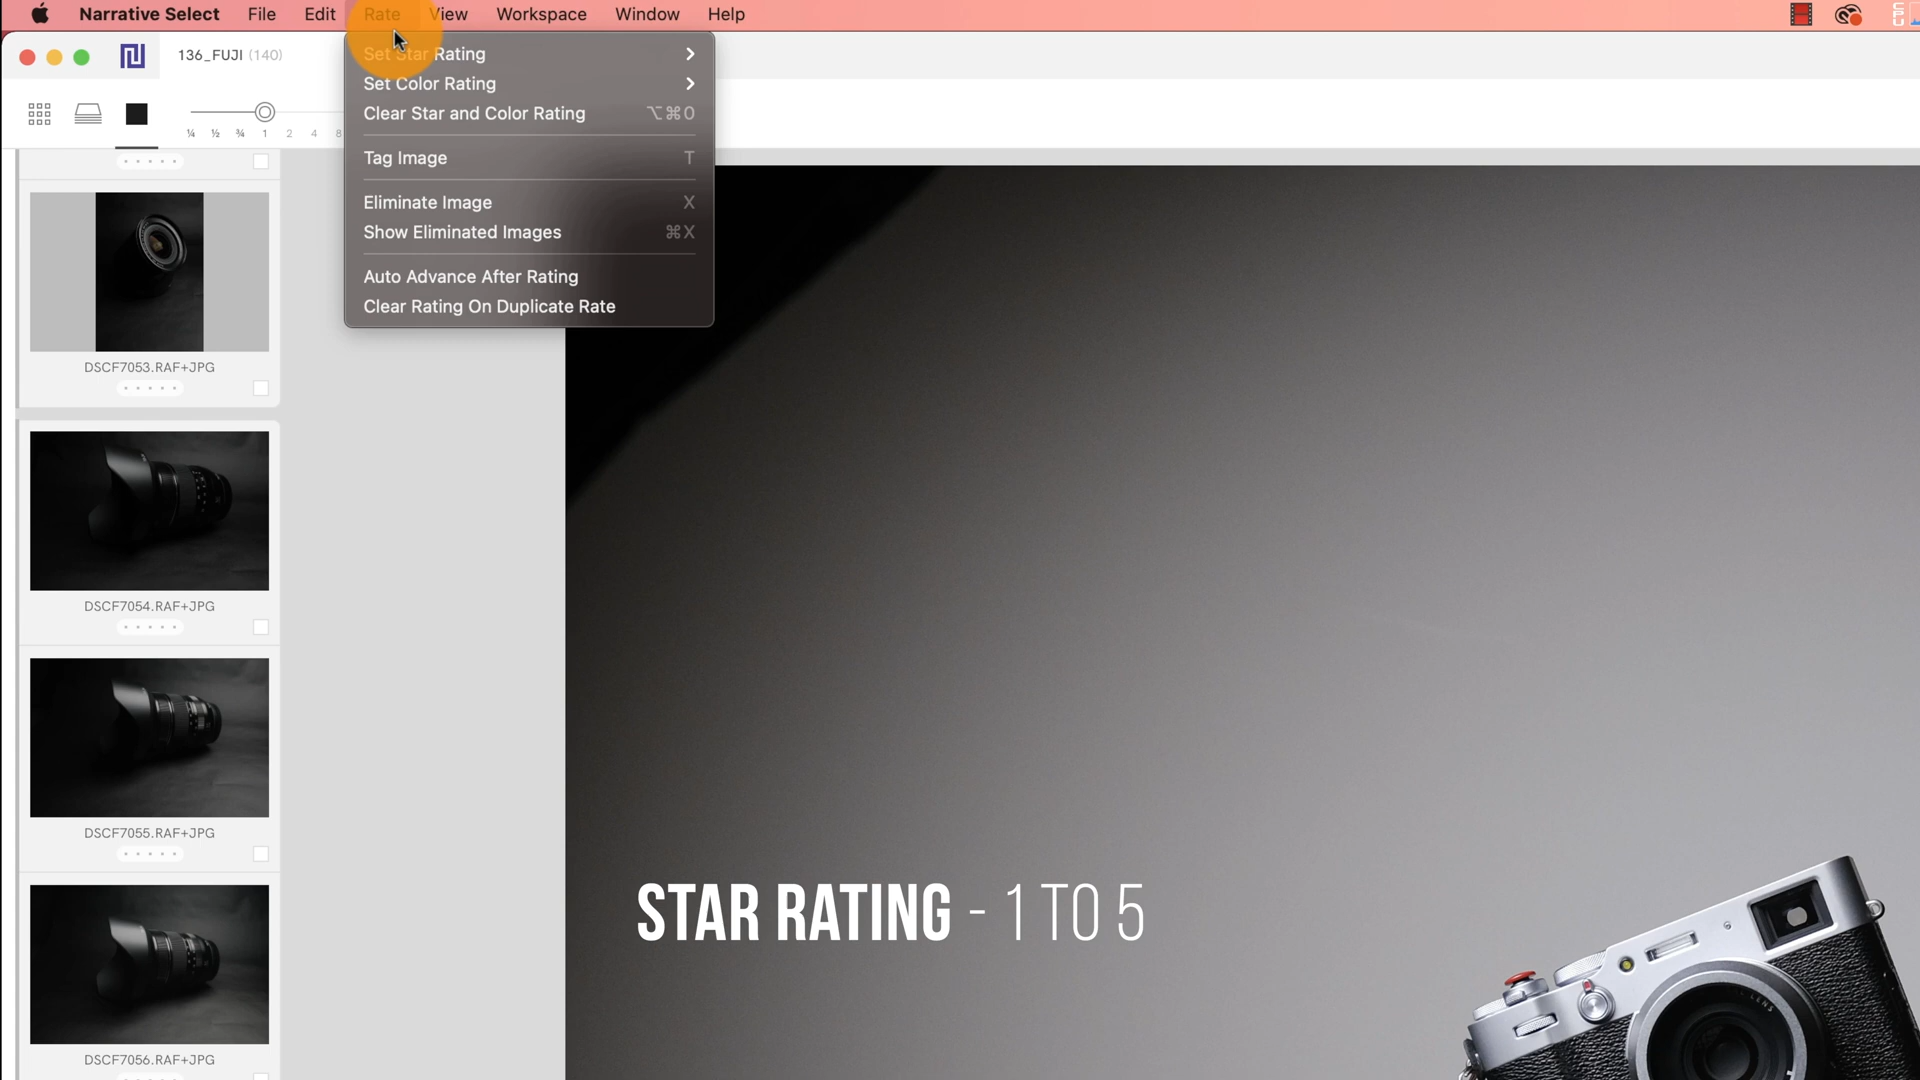 Narrative Select File Edit Rate View Workspace Window Help
136_FUJI (140)
¼ ½ ¾ 1 2 4 8
Set Star Rating
Set Color Rating
Clear Star and Color Rating ⌥⌘0
Tag Image T
Eliminate Image X
Show Eliminated Images ⌘X
Auto Advance After Rating
Clear Rating On Duplicate Rate
DSCF7053.RAF+JPG
DSCF7054.RAF+JPG
DSCF7055.RAF+JPG
DSCF7056.RAF+JPG
STAR RATING - 1 TO 5
CPU